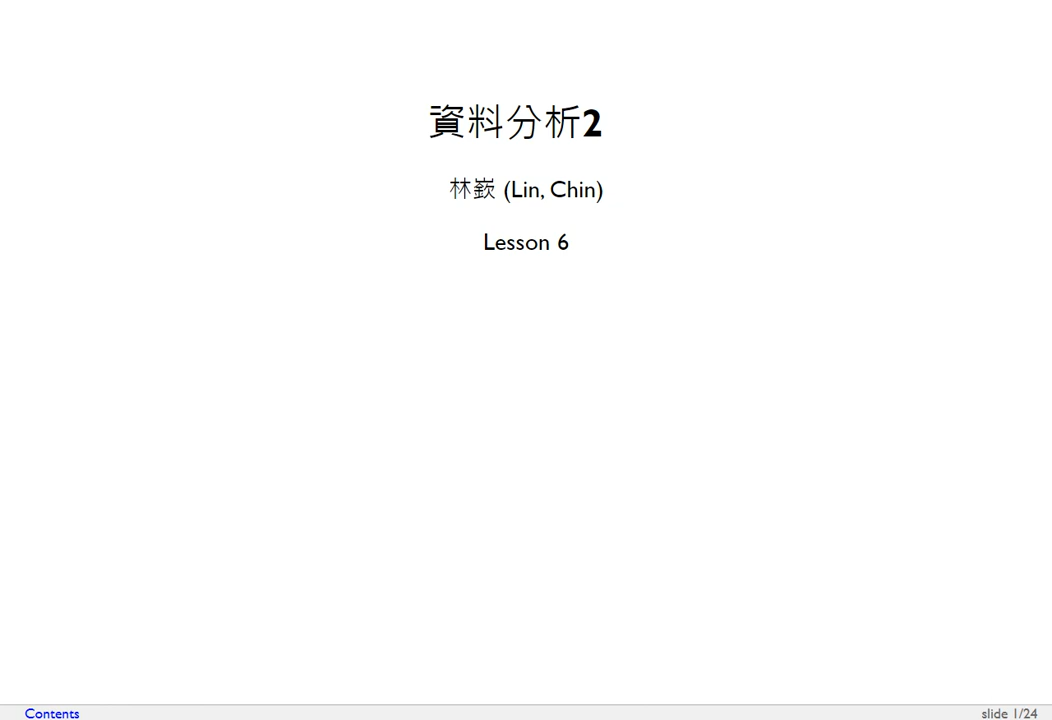 資料分析2
林嶔 (Lin, Chin)
Lesson 6
Contents
slide 1/24